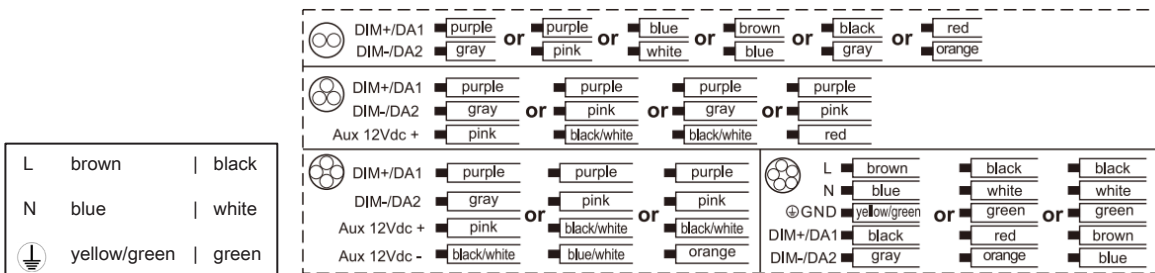 DIM+/DA1 purple or purple or blue or brown or black or red
DIM-/DA2 gray pink white blue gray orange
DIM+/DA1 purple purple purple purple
DIM-/DA2 gray or pink or gray or pink
Aux 12Vdc + pink black/white black/white red
L brown | black
N blue | white
yellow/green | green
DIM+/DA1 purple purple purple
DIM-/DA2 gray or pink or pink
Aux 12Vdc + pink black/white black/white
Aux 12Vdc - black/white blue/white orange
L brown black black
N blue white white
GND yellow/green or green or green
DIM+/DA1 black red brown
DIM-/DA2 gray orange blue